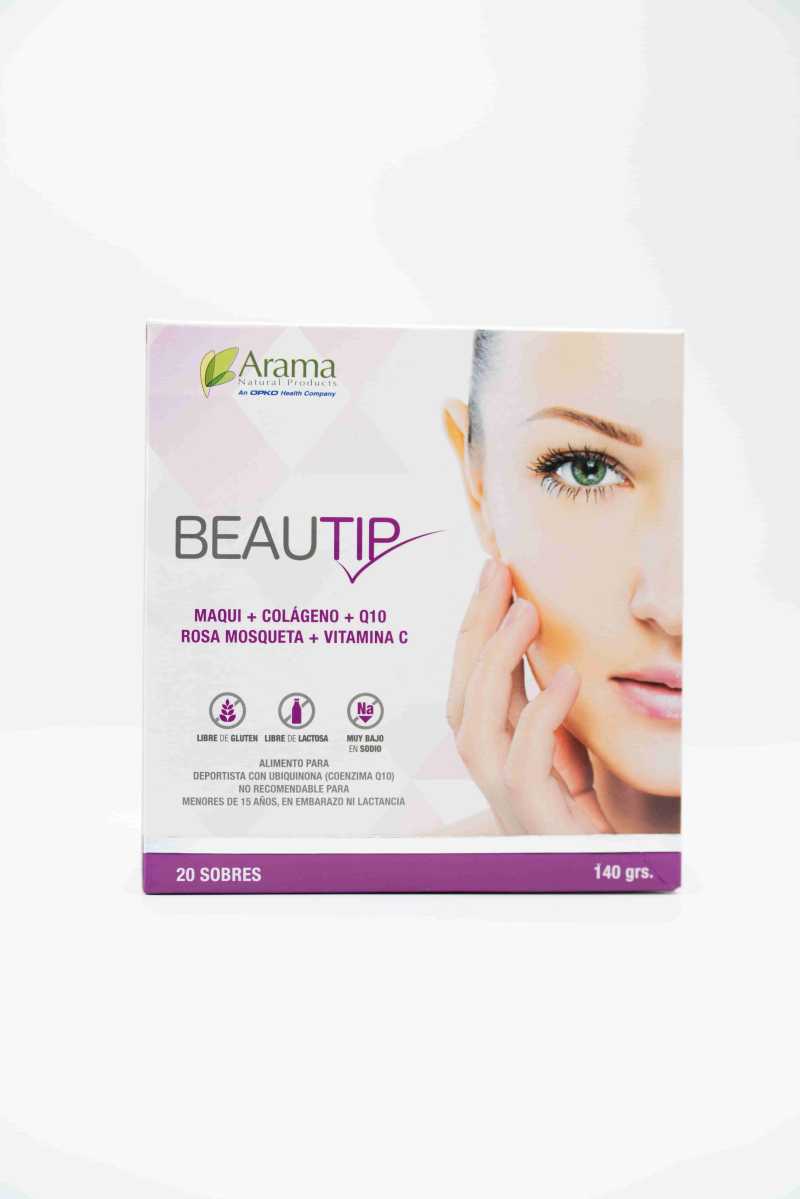 Arama
Natural Products
An OPKO Health Company
BEAUTIP
MAQUI + COLÁGENO + Q10
ROSA MOSQUETA + VITAMINA C
Na
LIBRE DE GLUTEN LIBRE DE LACTOSA MUY BAJO
EN SODIO
ALIMENTO PARA
DEPORTISTA CON UBIQUINONA (COENZIMA Q10)
NO RECOMENDABLE PARA
MENORES DE 15 AÑOS, EN EMBARAZO NI LACTANCIA
20 SOBRES 140 grs.